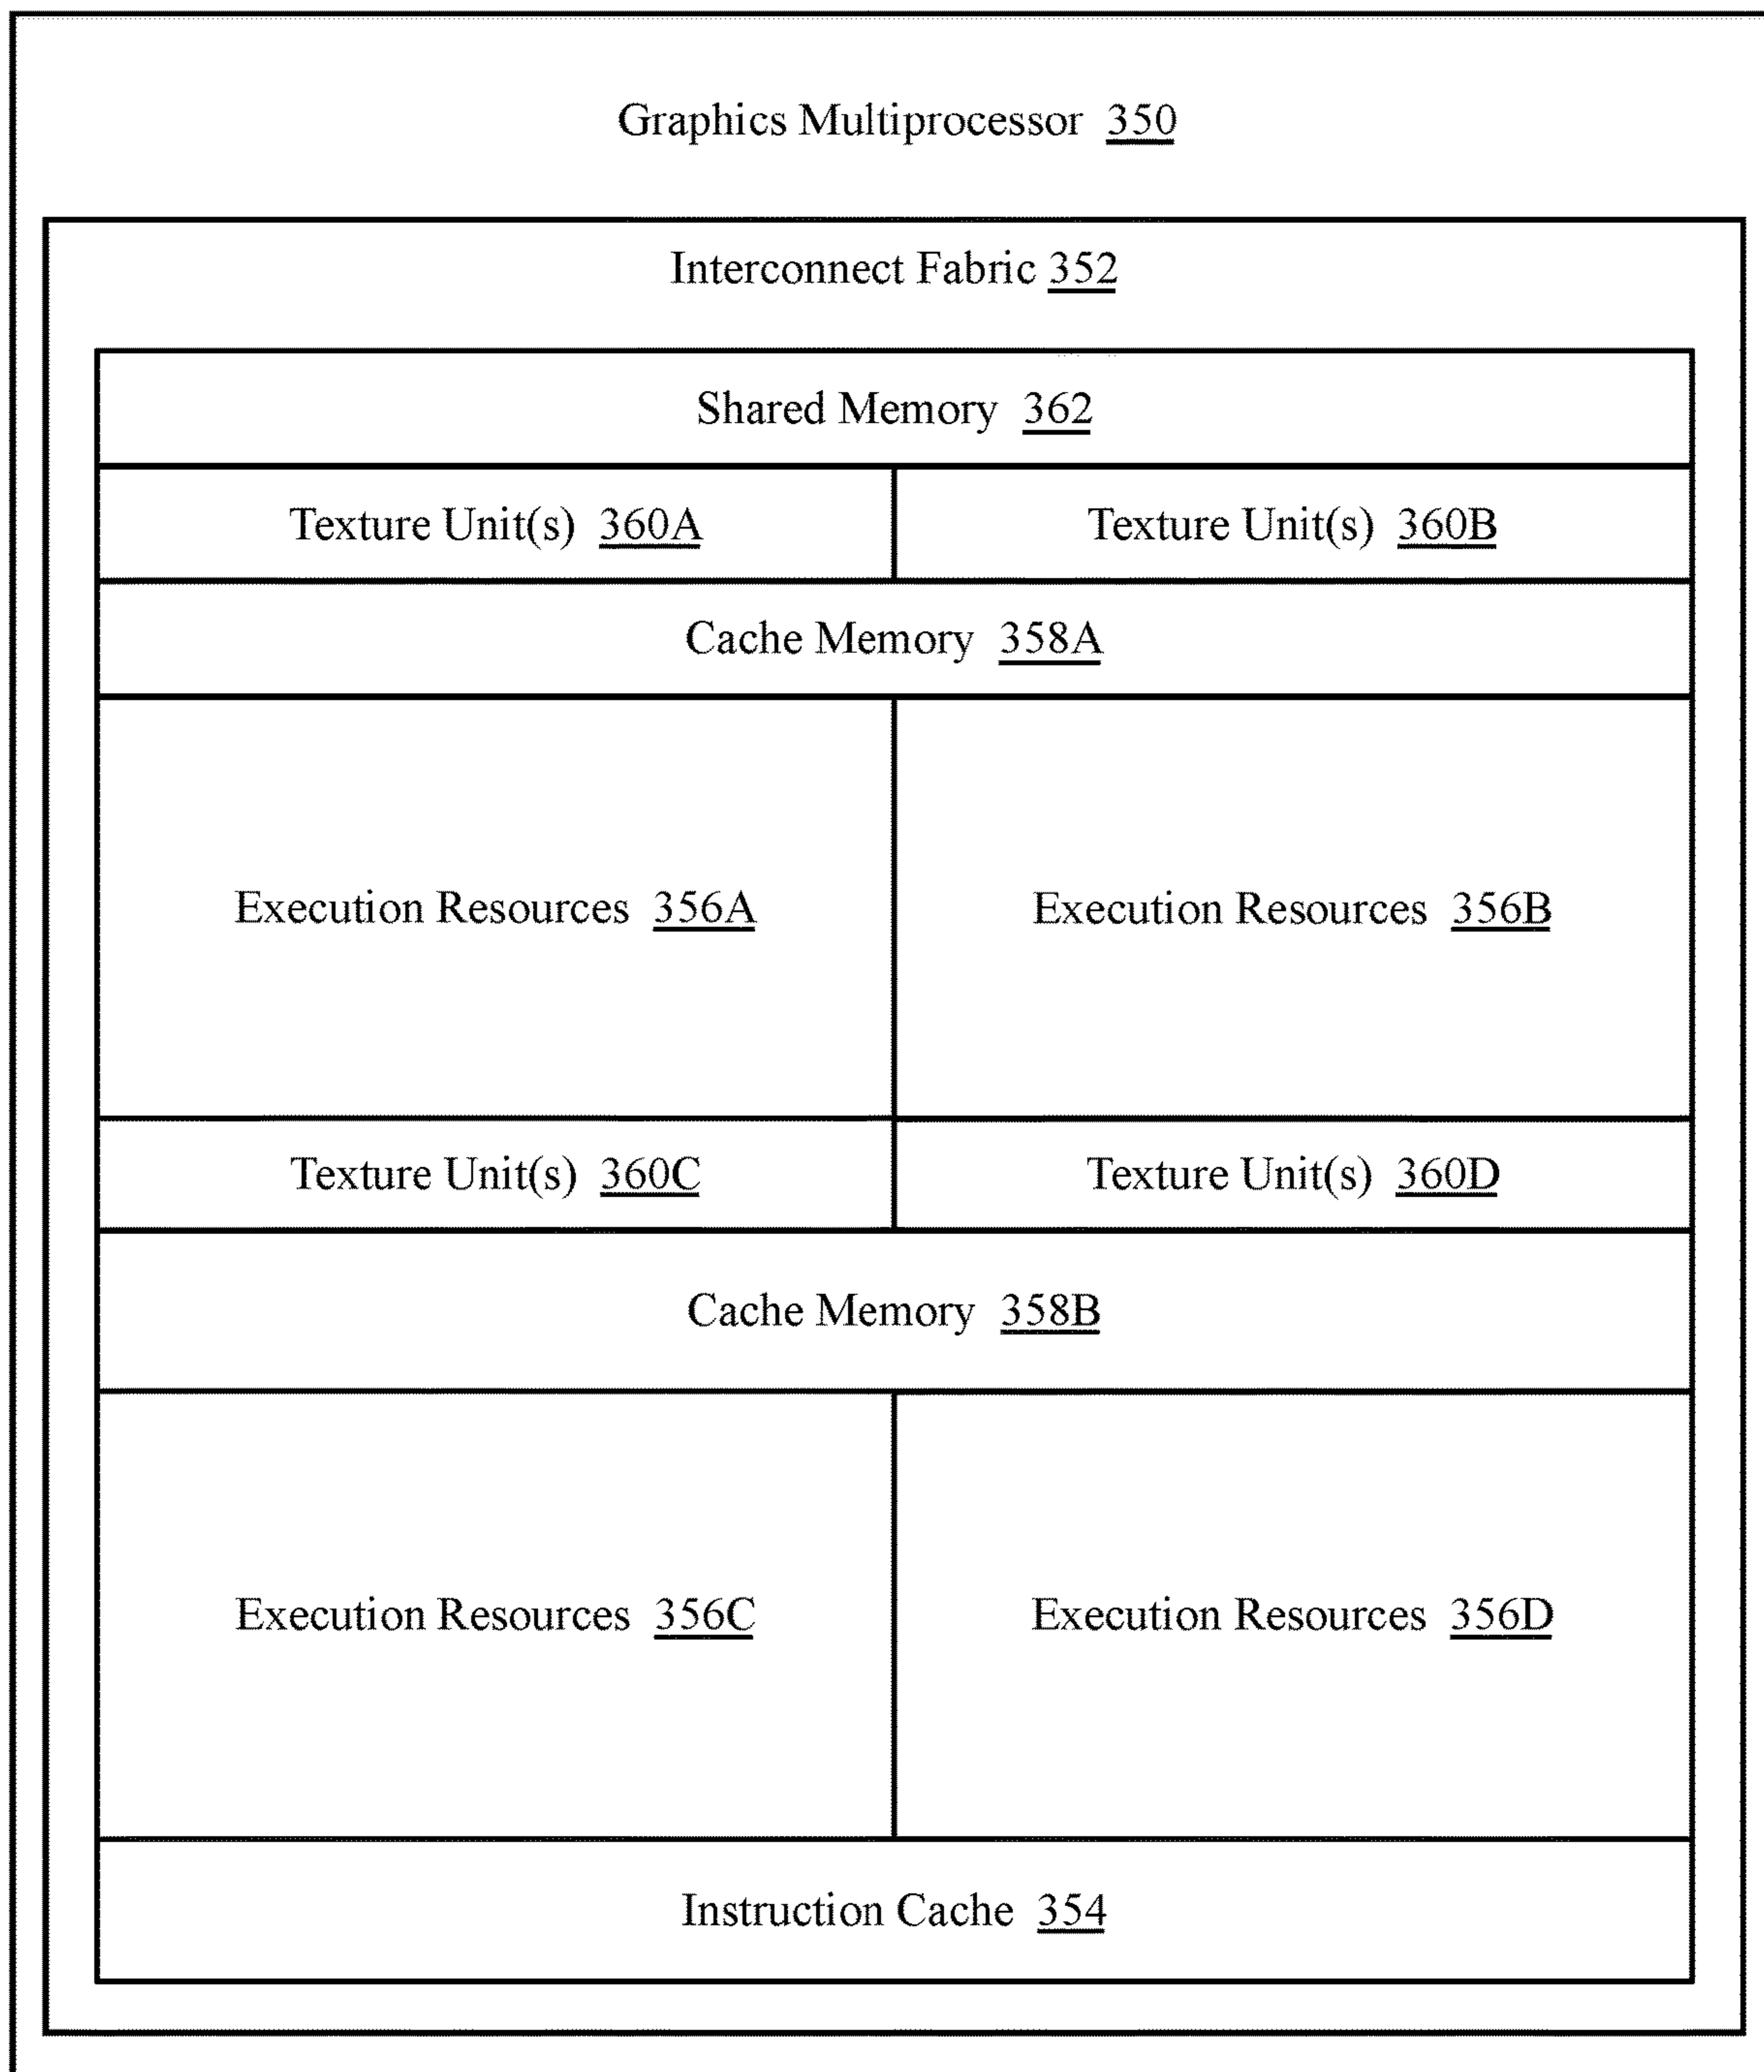 Graphics Multiprocessor 350
Interconnect Fabric 352
Shared Memory 362
Texture Unit(s) 360A
Texture Unit(s) 360B
Cache Memory 358A
Execution Resources 356A
Execution Resources 356B
Texture Unit(s) 360C
Texture Unit(s) 360D
Cache Memory 358B
Execution Resources 356C
Execution Resources 356D
Instruction Cache 354